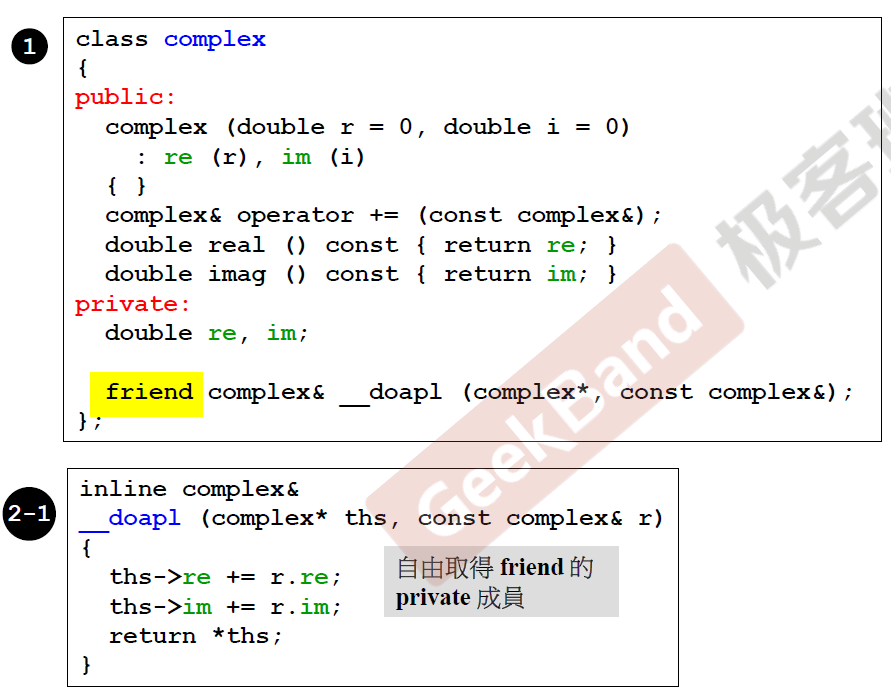 1
class complex
{
public:
  complex (double r = 0, double i = 0)
    : re (r), im (i)
  { }
  complex& operator += (const complex&);
  double real () const { return re; }
  double imag () const { return im; }
private:
  double re, im;
  friend complex& __doapl (complex*, const complex&);
};
极客班
GeekBand
2-1
inline complex&
__doapl (complex* ths, const complex& r)
{
  ths->re += r.re;
  ths->im += r.im;
  return *ths;
}
自由取得 friend 的
private 成員